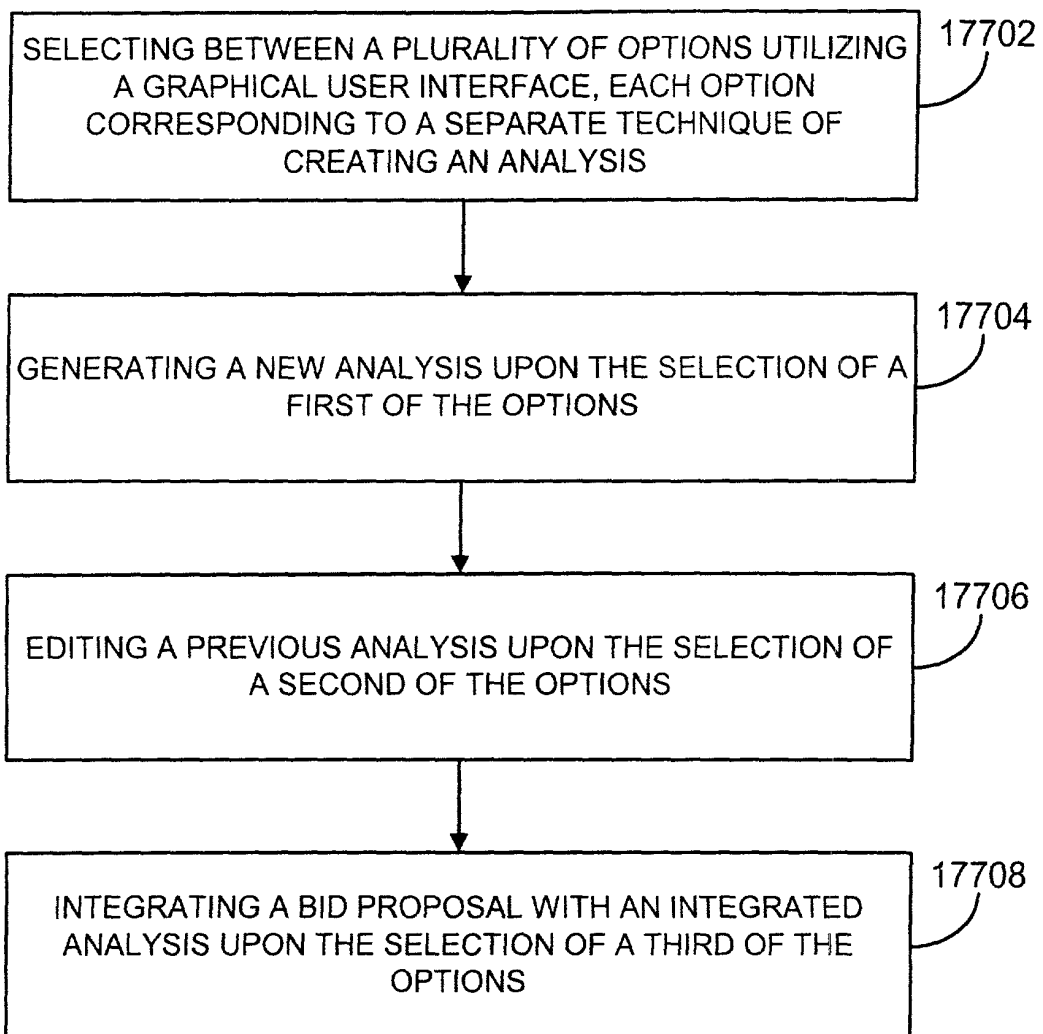 SELECTING BETWEEN A PLURALITY OF OPTIONS UTILIZING
A GRAPHICAL USER INTERFACE, EACH OPTION
CORRESPONDING TO A SEPARATE TECHNIQUE OF
CREATING AN ANALYSIS
17702
GENERATING A NEW ANALYSIS UPON THE SELECTION OF A
FIRST OF THE OPTIONS
17704
EDITING A PREVIOUS ANALYSIS UPON THE SELECTION OF
A SECOND OF THE OPTIONS
17706
INTEGRATING A BID PROPOSAL WITH AN INTEGRATED
ANALYSIS UPON THE SELECTION OF A THIRD OF THE
OPTIONS
17708